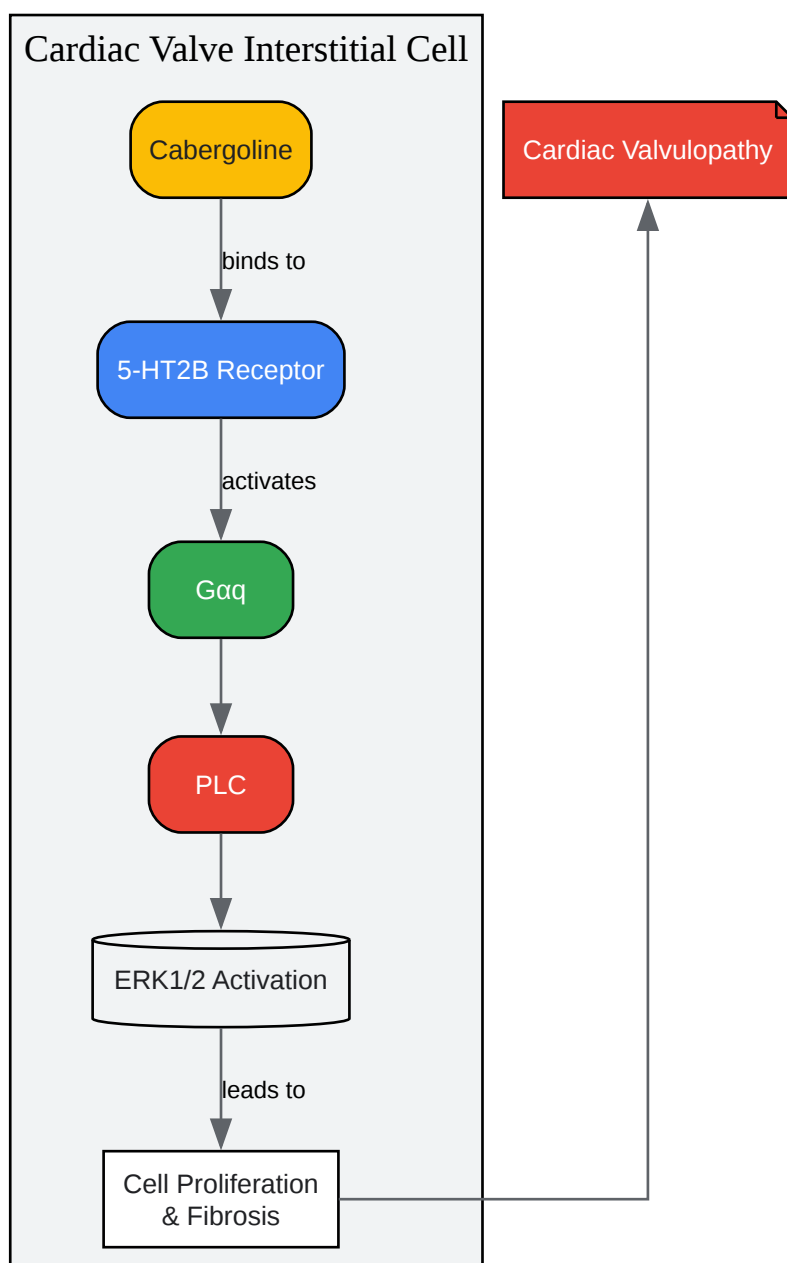 Cardiac Valve Interstitial Cell
Cabergoline
Cardiac Valvulopathy
binds to
5-HT2B Receptor
activates
Gαq
PLC
ERK1/2 Activation
leads to
Cell Proliferation
& Fibrosis